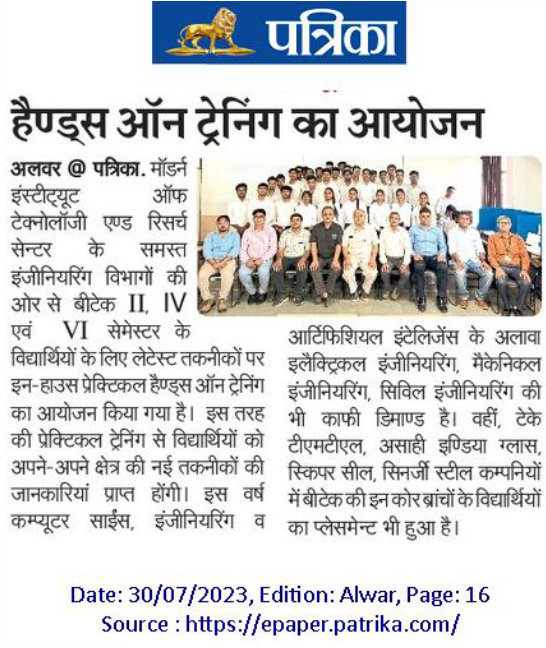 पत्रिका
हैण्ड्स ऑन ट्रेनिंग का आयोजन
अलवर @ पत्रिका. मॉडर्न
इंस्टीट्यूट ऑफ
टेक्नोलॉजी एण्ड रिसर्च
सेन्टर के समस्त
इंजीनियरिंग विभागों की
ओर से बीटेक II, IV
एवं VI सेमेस्टर के
विद्यार्थियों के लिए लेटेस्ट तकनीकों पर
इन-हाउस प्रेक्टिकल हैण्ड्स ऑन ट्रेनिंग
का आयोजन किया गया है। इस तरह
की प्रेक्टिकल ट्रेनिंग से विद्यार्थियों को
अपने-अपने क्षेत्र की नई तकनीकों की
जानकारियां प्राप्त होंगी। इस वर्ष
कम्प्यूटर साईंस, इंजीनियरिंग व
आर्टिफिशियल इंटेलिजेंस के अलावा
इलैक्ट्रिकल इंजीनियरिंग, मैकेनिकल
इंजीनियरिंग, सिविल इंजीनियरिंग की
भी काफी डिमाण्ड है। वहीं, टेके
टीएमटीएल, असाही इण्डिया ग्लास,
स्किपर सील, सिनर्जी स्टील कम्पनियों
में बीटेक की इन कोर ब्रांचों के विद्यार्थियों
का प्लेसमेन्ट भी हुआ है।
Date: 30/07/2023, Edition: Alwar, Page: 16
Source : https://epaper.patrika.com/